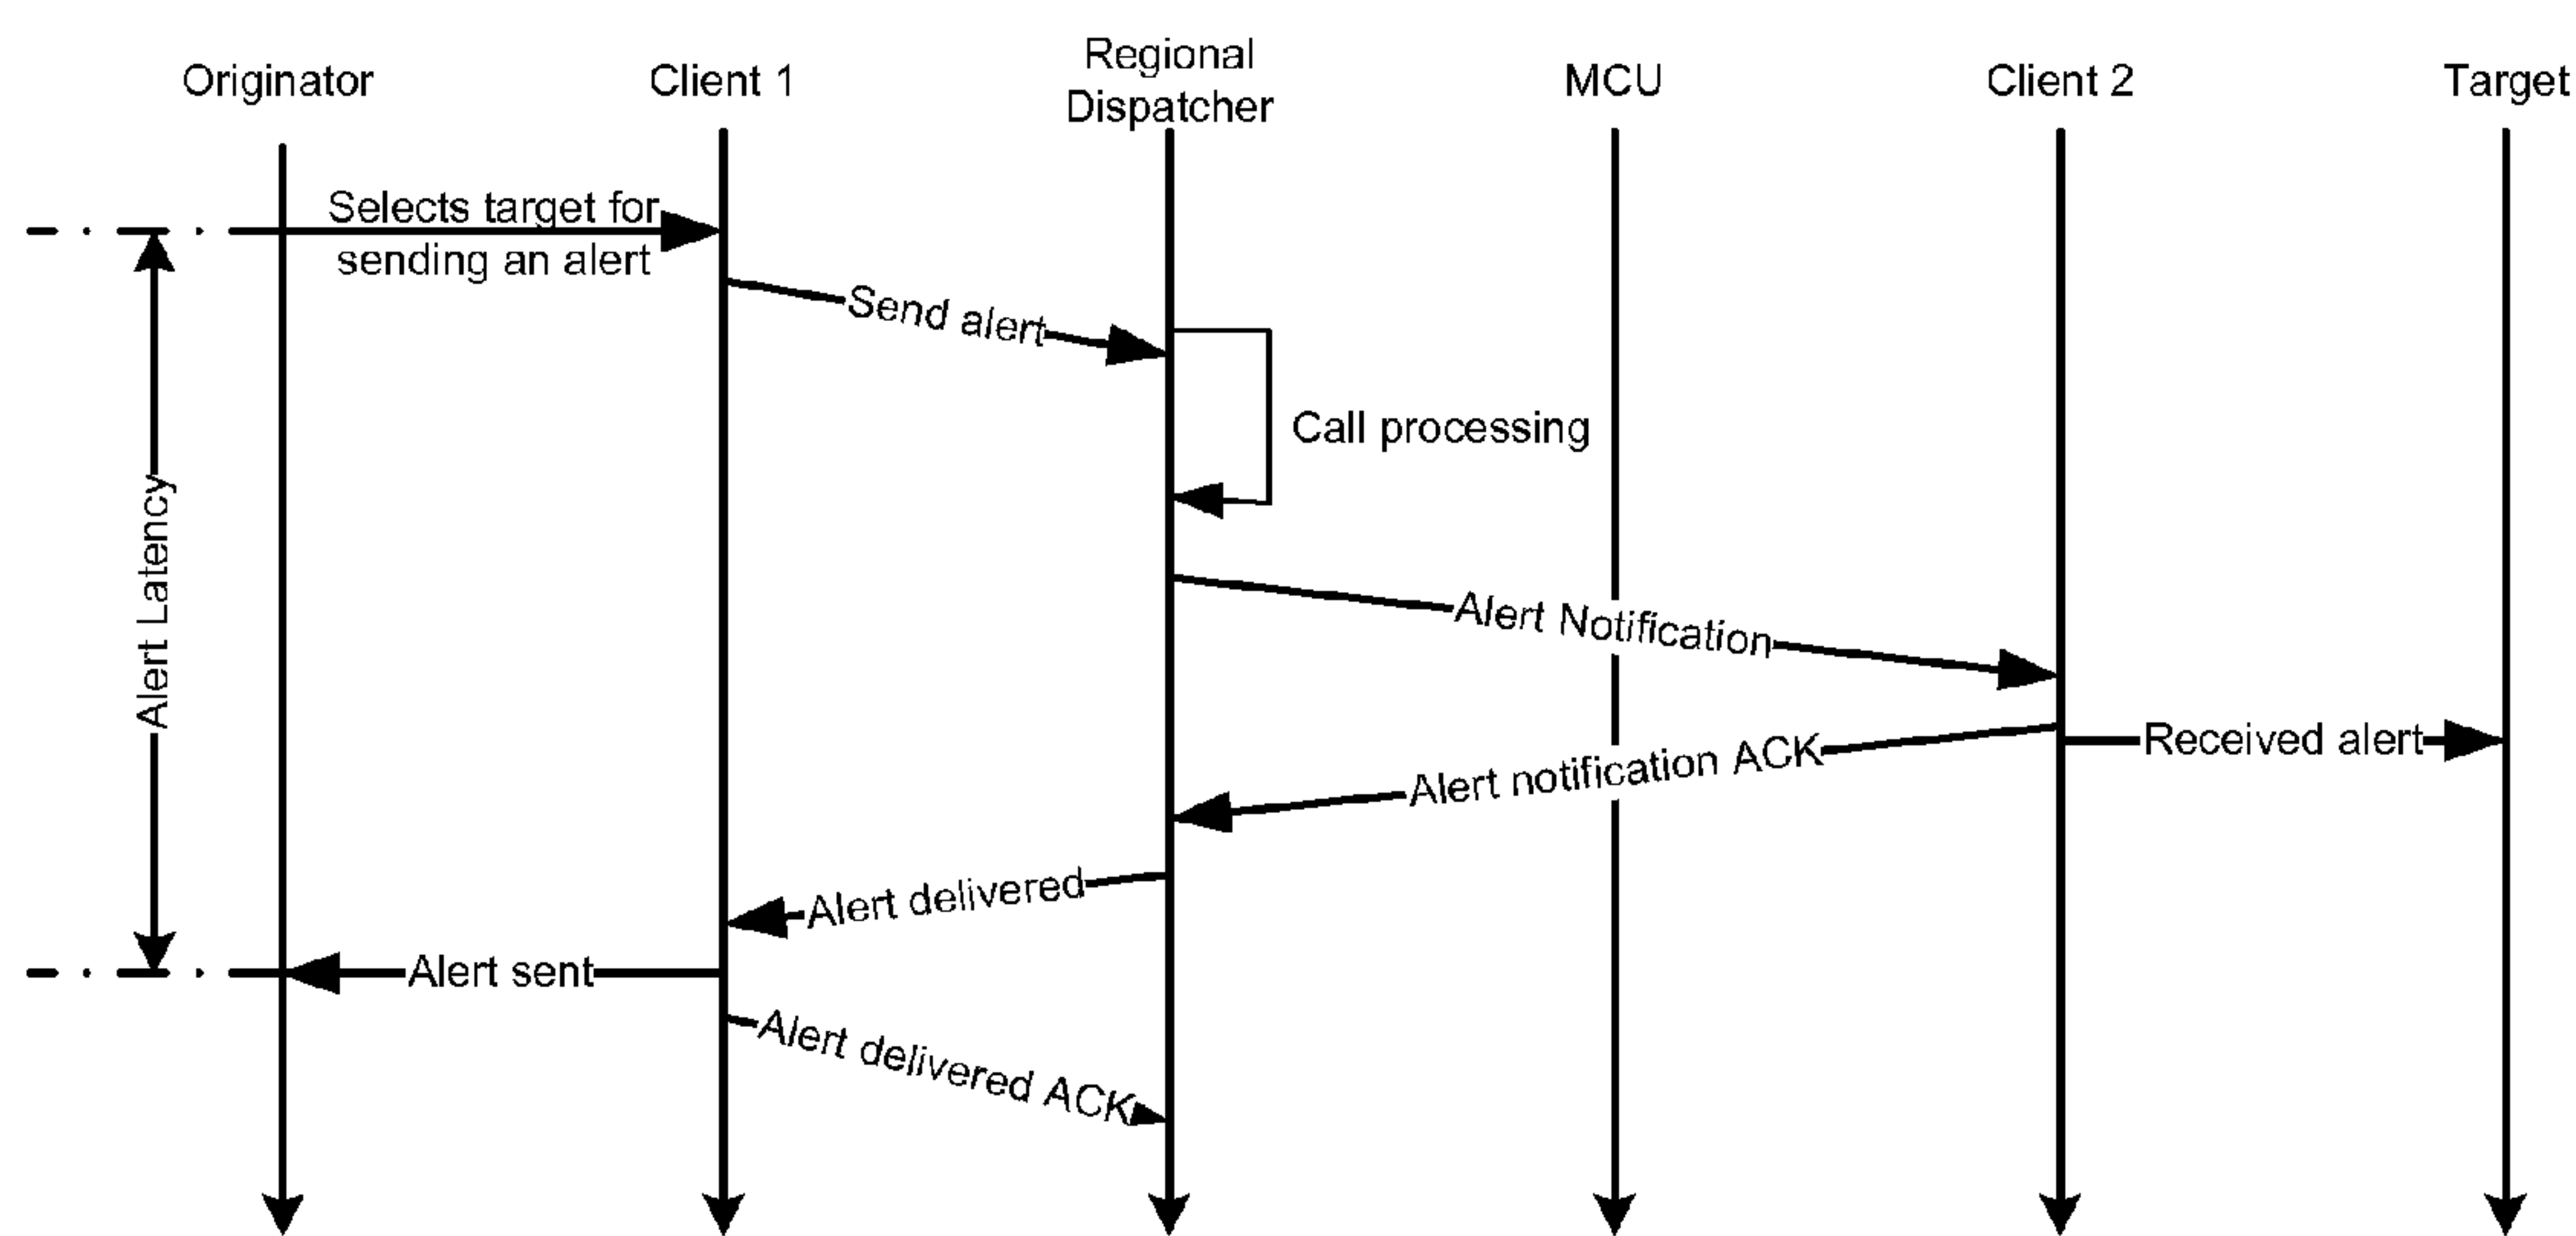 Originator
Client 1
Regional
Dispatcher
MCU
Client 2
Target
Selects target for
sending an alert
Send alert
Call processing
Alert Latency
Alert Notification
Received alert
Alert notification ACK
Alert delivered
Alert sent
Alert delivered ACK